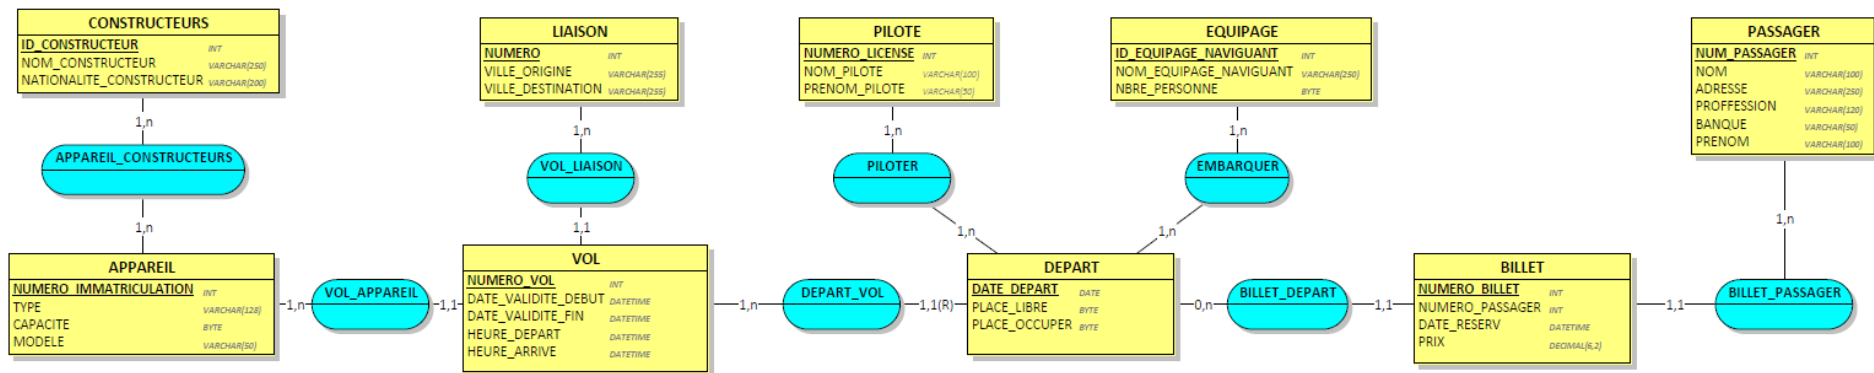 CONSTRUCTEURS
ID_CONSTRUCTEUR INT
NOM_CONSTRUCTEUR VARCHAR(250)
NATIONALITE_CONSTRUCTEUR VARCHAR(200)
LIAISON
NUMERO INT
VILLE_ORIGINE VARCHAR(255)
VILLE_DESTINATION VARCHAR(255)
PILOTE
NUMERO_LICENSE INT
NOM_PILOTE VARCHAR(100)
PRENOM_PILOTE VARCHAR(50)
EQUIPAGE
ID_EQUIPAGE_NAVIGUANT INT
NOM_EQUIPAGE_NAVIGUANT VARCHAR(250)
NBRE_PERSONNE BYTE
PASSAGER
NUM_PASSAGER INT
NOM VARCHAR(100)
ADRESSE VARCHAR(250)
PROFFESSION VARCHAR(120)
BANQUE VARCHAR(50)
PRENOM VARCHAR(100)
1,n
1,n
1,n
1,n
APPAREIL_CONSTRUCTEURS
VOL_LIAISON
PILOTER
EMBARQUER
1,n
1,1
1,n
1,n
1,n
APPAREIL
NUMERO_IMMATRICULATION INT
TYPE VARCHAR(128)
CAPACITE BYTE
MODELE VARCHAR(50)
1,n
VOL_APPAREIL
1,1
VOL
NUMERO_VOL INT
DATE_VALIDITE_DEBUT DATETIME
DATE_VALIDITE_FIN DATETIME
HEURE_DEPART DATETIME
HEURE_ARRIVE DATETIME
1,n
DEPART_VOL
1,1(R)
DEPART
DATE_DEPART DATE
PLACE_LIBRE BYTE
PLACE_OCCUPER BYTE
0,n
BILLET_DEPART
1,1
BILLET
NUMERO_BILLET INT
NUMERO_PASSAGER INT
DATE_RESERV DATETIME
PRIX DECIMAL(6,2)
1,1
BILLET_PASSAGER